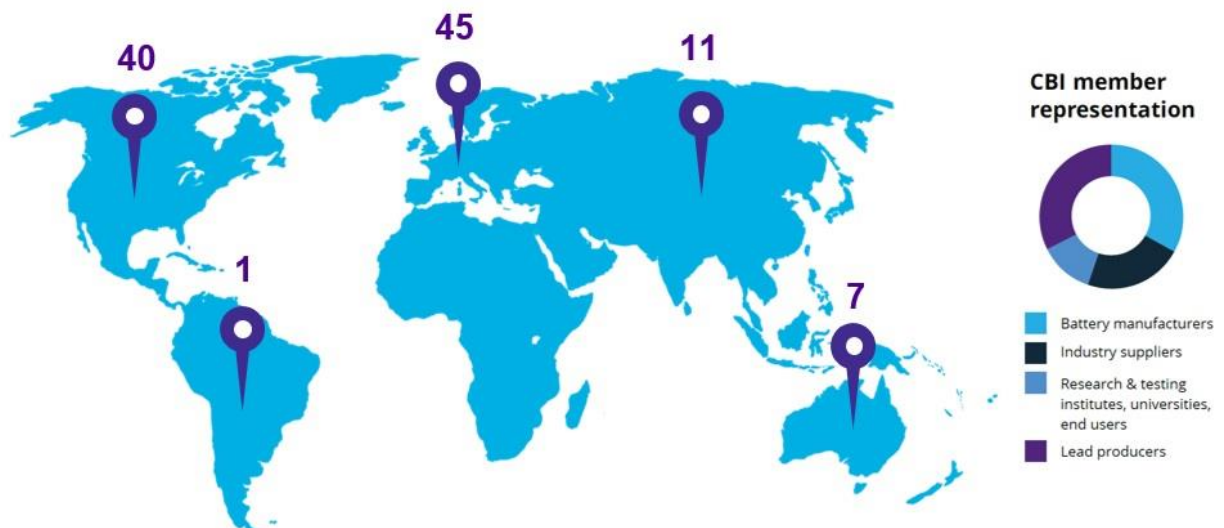 40
45
11
1
7
CBI member
representation
Battery manufacturers
Industry suppliers
Research & testing
institutes, universities,
end users
Lead producers